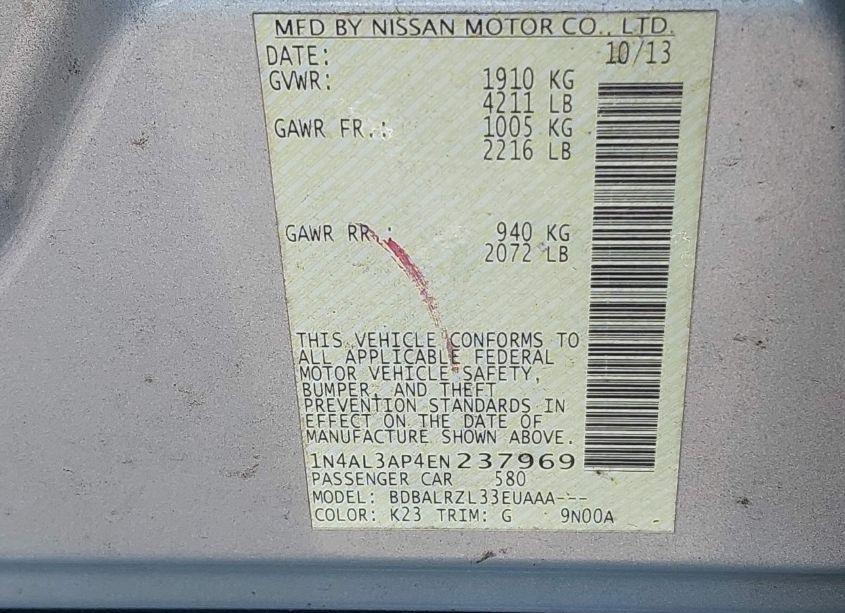 MFD BY NISSAN MOTOR CO., LTD.
DATE: 10/13
GVWR: 1910 KG
4211 LB
GAWR FR.: 1005 KG
2216 LB
GAWR RR.: 940 KG
2072 LB
THIS VEHICLE CONFORMS TO
ALL APPLICABLE FEDERAL
MOTOR VEHICLE SAFETY,
BUMPER, AND THEFT
PREVENTION STANDARDS IN
EFFECT ON THE DATE OF
MANUFACTURE SHOWN ABOVE.
1N4AL3AP4EN237969
PASSENGER CAR 580
MODEL: BDBALRZL33EUAAA---
COLOR: K23 TRIM: G 9N00A